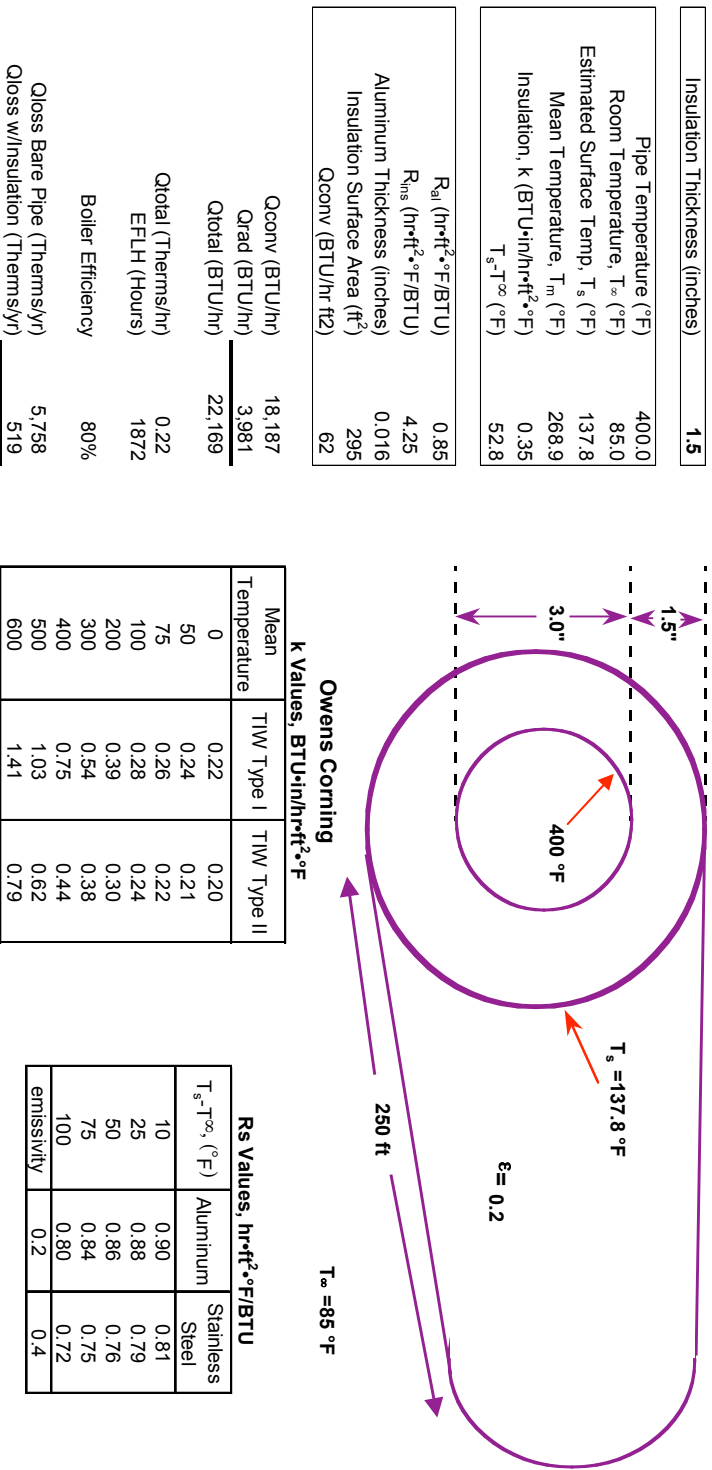 Insulation Thickness (inches) 1.5
Pipe Temperature (°F) 400.0
Room Temperature, T∞ (°F) 85.0
Estimated Surface Temp, Ts (°F) 137.8
Mean Temperature, Tm (°F) 268.9
Insulation, k (BTU•in/hr•ft²•°F) 0.35
Ts-T∞ (°F) 52.8
Ral (hr•ft²•°F/BTU) 0.85
Rins (hr•ft²•°F/BTU) 4.25
Aluminum Thickness (inches) 0.016
Insulation Surface Area (ft²) 295
Qconv (BTU/hr ft2) 62
Qconv (BTU/hr) 18,187
Qrad (BTU/hr) 3,981
Qtotal (BTU/hr) 22,169
Qtotal (Therms/hr) 0.22
EFLH (Hours) 1872
Boiler Efficiency 80%
Qloss Bare Pipe (Therms/yr) 5,758
Qloss w/Insulation (Therms/yr) 519
1.5"
3.0"
400 °F
Ts =137.8 °F
ε= 0.2
250 ft
T∞ =85 °F
Owens Corning
k Values, BTU•in/hr•ft²•°F
Mean
Temperature TIW Type I TIW Type II
0 0.22 0.20
50 0.24 0.21
75 0.26 0.22
100 0.28 0.24
200 0.39 0.30
300 0.54 0.38
400 0.75 0.44
500 1.03 0.62
600 1.41 0.79
Rs Values, hr•ft²•°F/BTU
Ts-T∞, (°F) Aluminum Stainless
Steel
10 0.90 0.81
25 0.88 0.79
50 0.86 0.76
75 0.84 0.75
100 0.80 0.72
emissivity 0.2 0.4